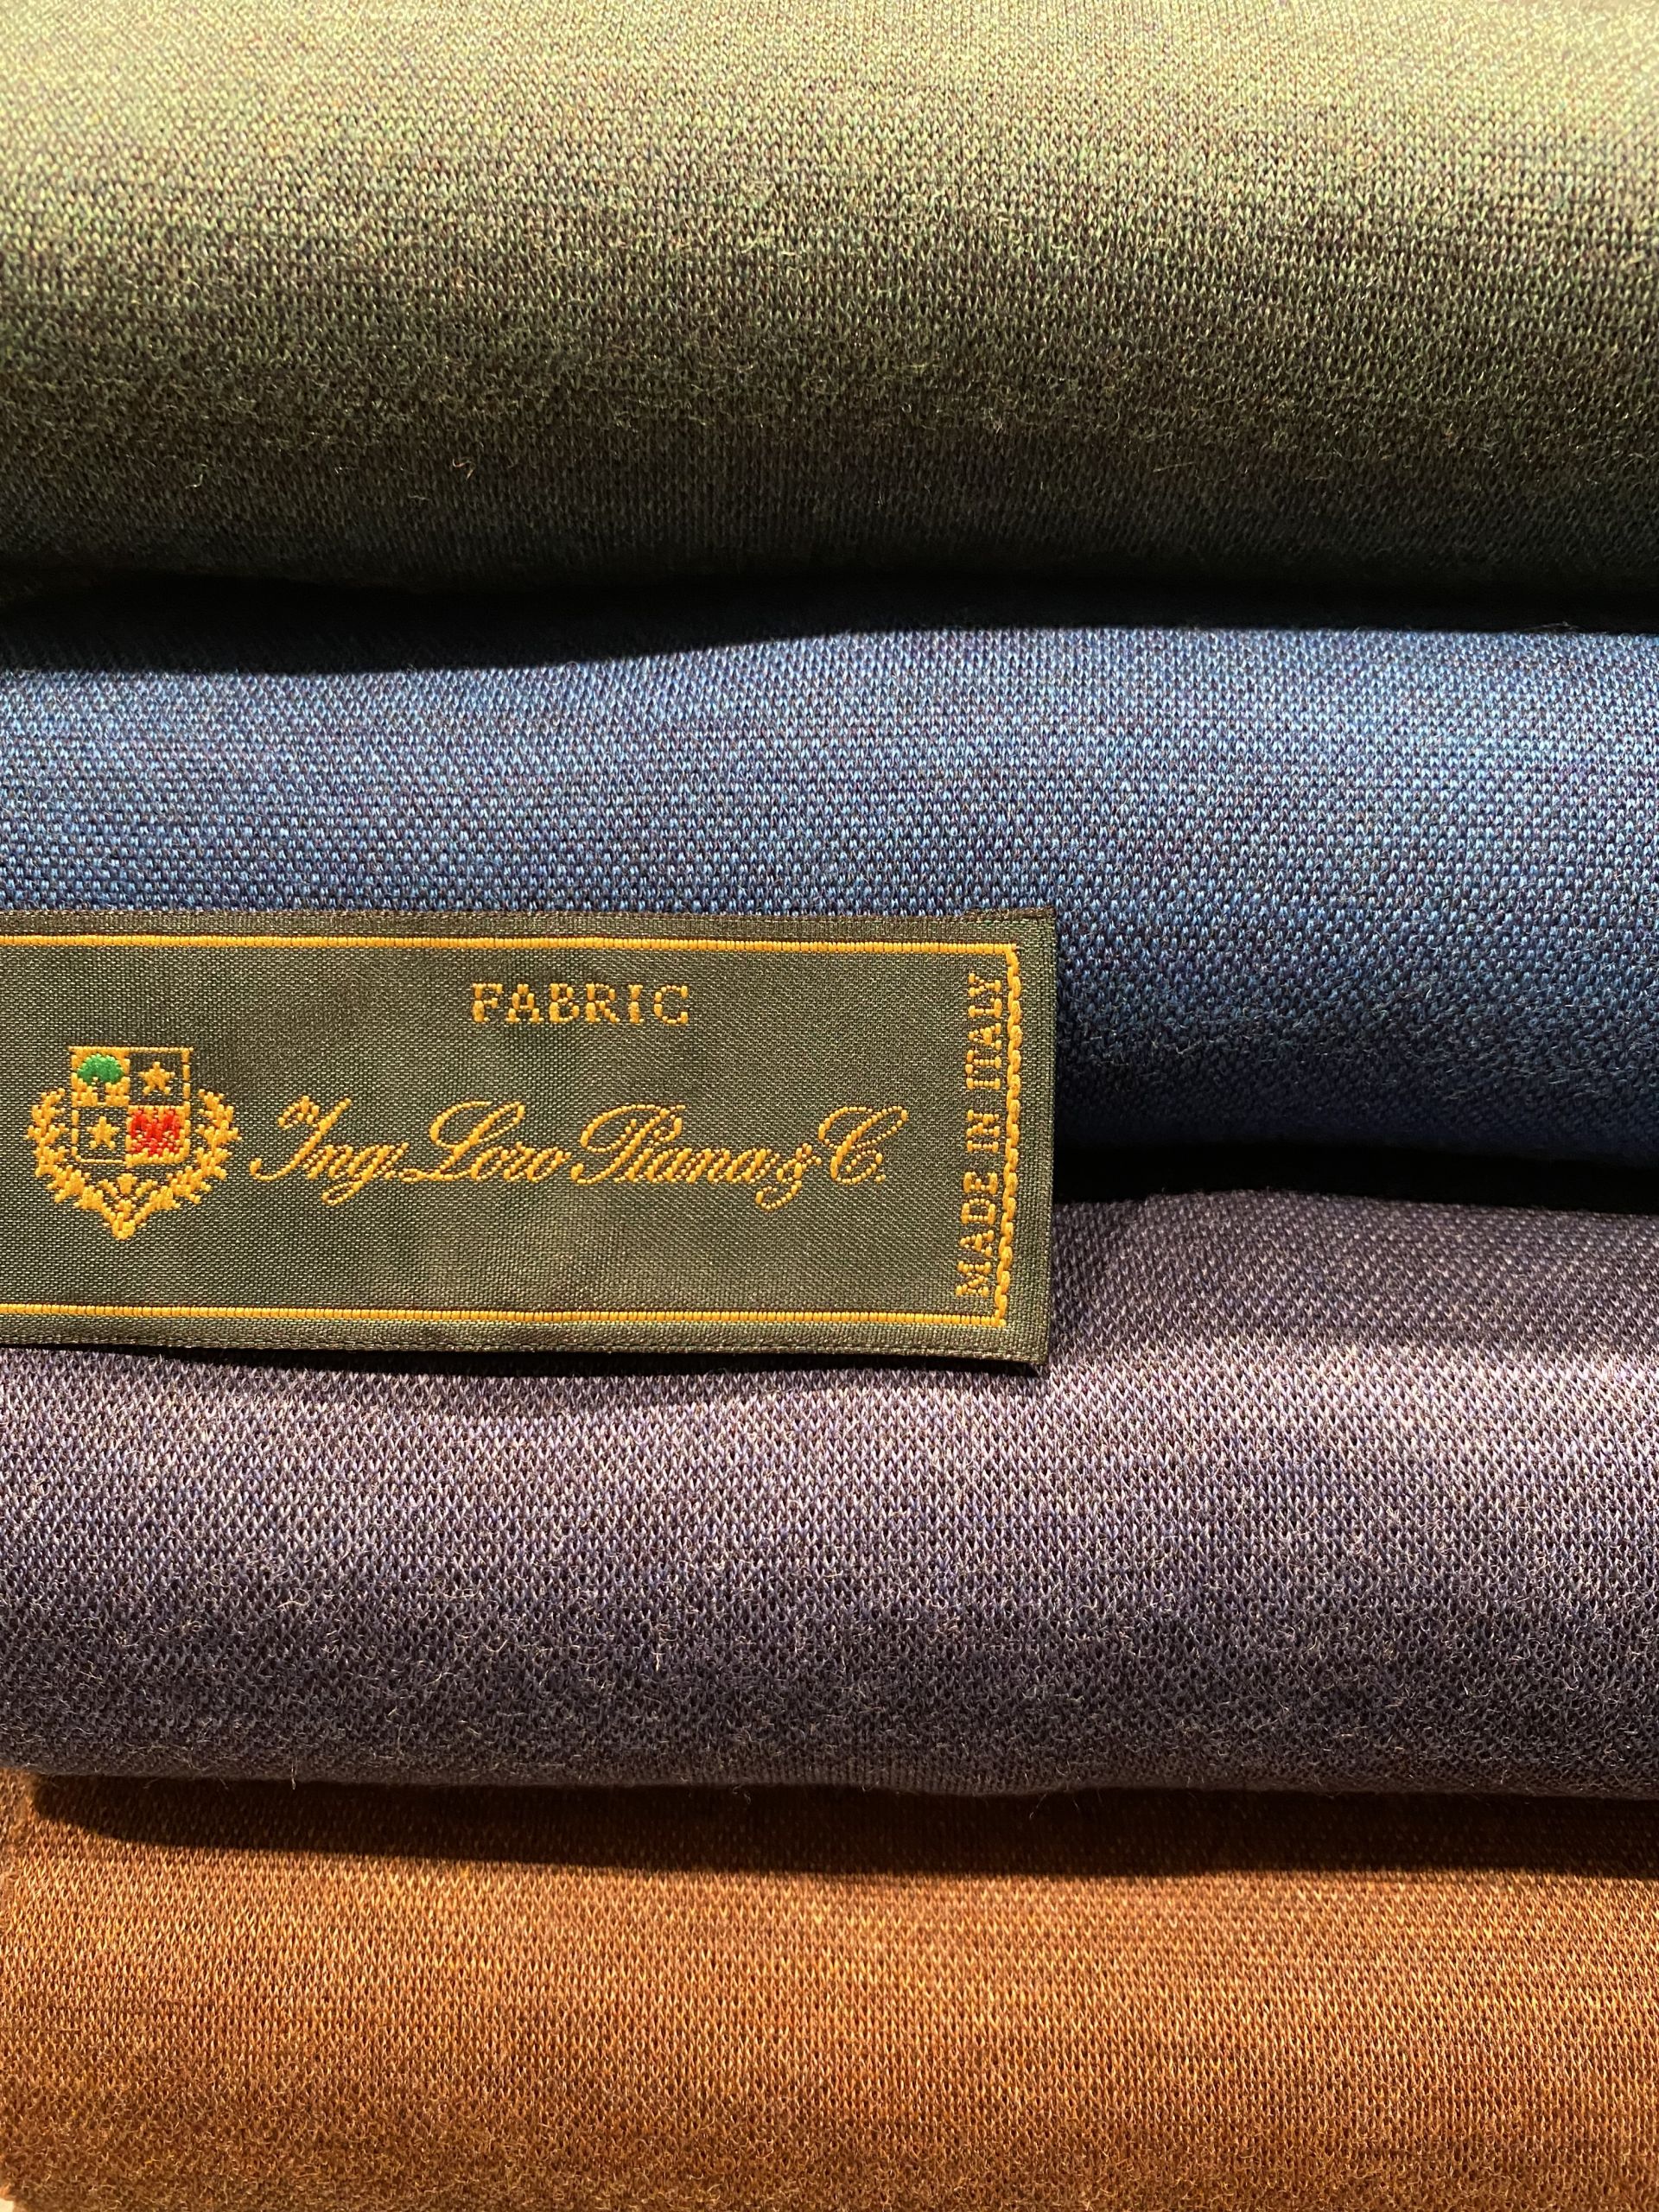 FABRIC
Ing. Loro Piana & C.
MADE IN ITALY